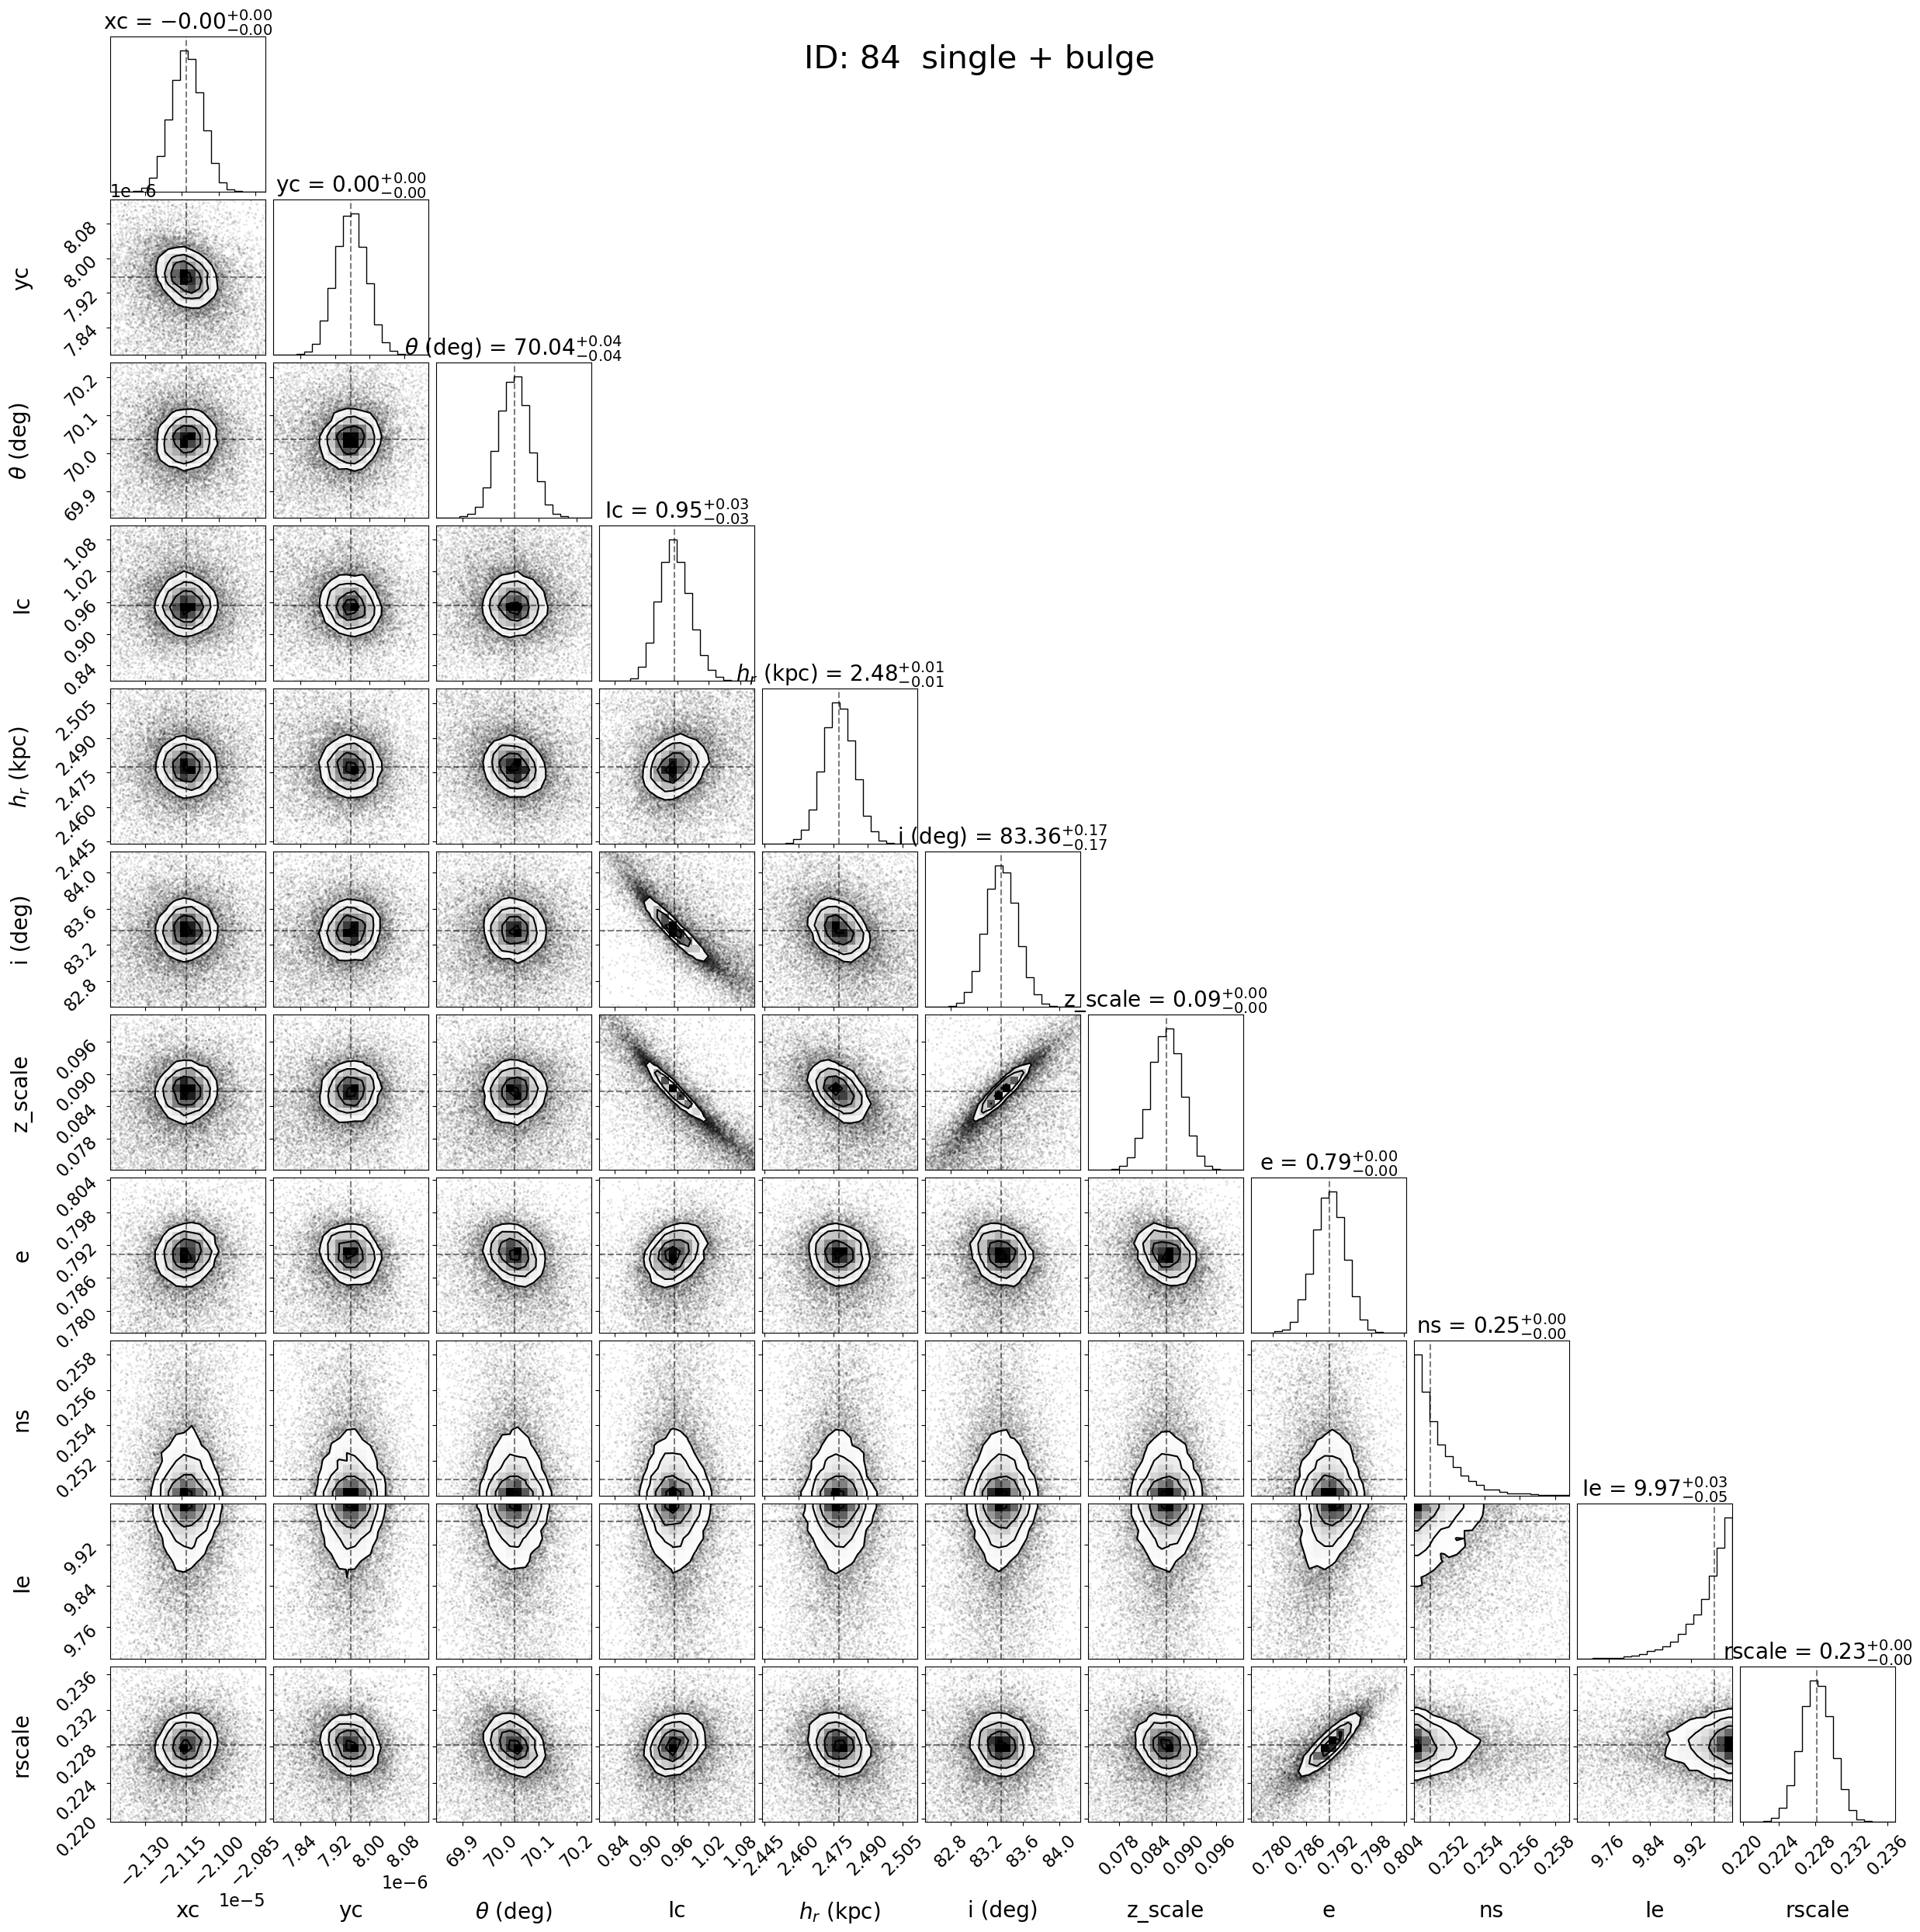 xc = −0.00+0.00 −0.00
ID: 84 single + bulge
1e−6
yc = 0.00+0.00 −0.00
yc
8.08
8.00
7.92
7.84
θ (deg) = 70.04+0.04 −0.04
θ (deg)
70.2
70.1
70.0
69.9
Ic = 0.95+0.03 −0.03
Ic
1.08
1.02
0.96
0.90
0.84
h_r (kpc) = 2.48+0.01 −0.01
h_r (kpc)
2.505
2.490
2.475
2.460
2.445
i (deg) = 83.36+0.17 −0.17
i (deg)
84.0
83.6
83.2
82.8
z_scale = 0.09+0.00 −0.00
z_scale
0.096
0.090
0.084
0.078
e = 0.79+0.00 −0.00
e
0.804
0.798
0.792
0.786
0.780
ns = 0.25+0.00 −0.00
ns
0.258
0.256
0.254
0.252
Ie = 9.97+0.03 −0.05
Ie
9.92
9.84
9.76
rscale = 0.23+0.00 −0.00
rscale
0.236
0.232
0.228
0.224
0.220
−2.130 −2.115 −2.100 −2.085 7.84 7.92 8.00 8.08 69.9 70.0 70.1 70.2 0.84 0.90 0.96 1.02 1.08 2.445 2.460 2.475 2.490 2.505 82.8 83.2 83.6 84.0 0.078 0.084 0.090 0.096 0.780 0.786 0.792 0.798 0.804 0.252 0.254 0.256 0.258 9.76 9.84 9.92 0.220 0.224 0.228 0.232 0.236
1e−5 1e−6
xc yc θ (deg) Ic h_r (kpc) i (deg) z_scale e ns Ie rscale